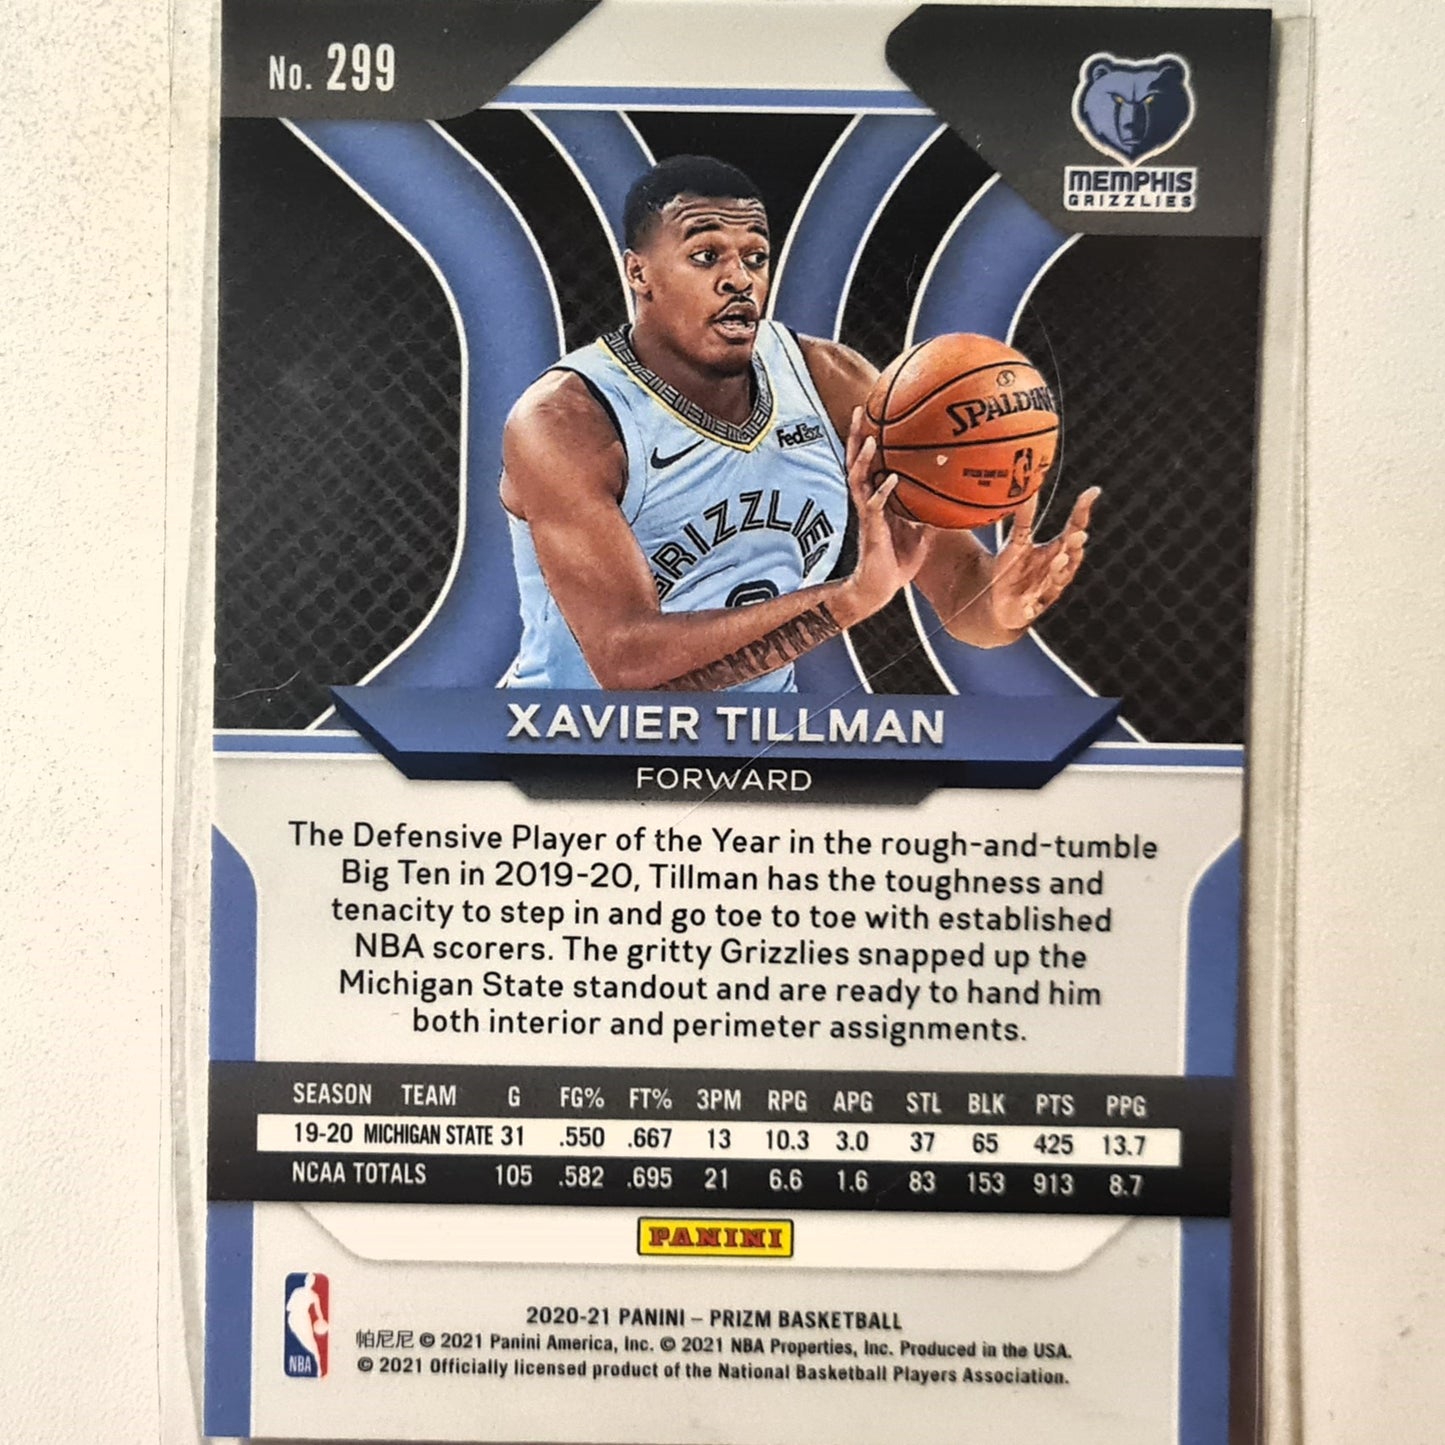 No. 299
MEMPHIS
GRIZZLIES
SPALDING
FedEx
GRIZZLIES
XAVIER TILLMAN
FORWARD
The Defensive Player of the Year in the rough-and-tumble
Big Ten in 2019-20, Tillman has the toughness and
tenacity to step in and go toe to toe with established
NBA scorers. The gritty Grizzlies snapped up the
Michigan State standout and are ready to hand him
both interior and perimeter assignments.
SEASON TEAM G FG% FT% 3PM RPG APG STL BLK PTS PPG
19-20 MICHIGAN STATE 31 .550 .667 13 10.3 3.0 37 65 425 13.7
NCAA TOTALS 105 .582 .695 21 6.6 1.6 83 153 913 8.7
PANINI
2020-21 PANINI – PRIZM BASKETBALL
帕尼尼 © 2021 Panini America, Inc. © 2021 NBA Properties, Inc. Produced in the USA.
© 2021 Officially licensed product of the National Basketball Players Association.
NBA